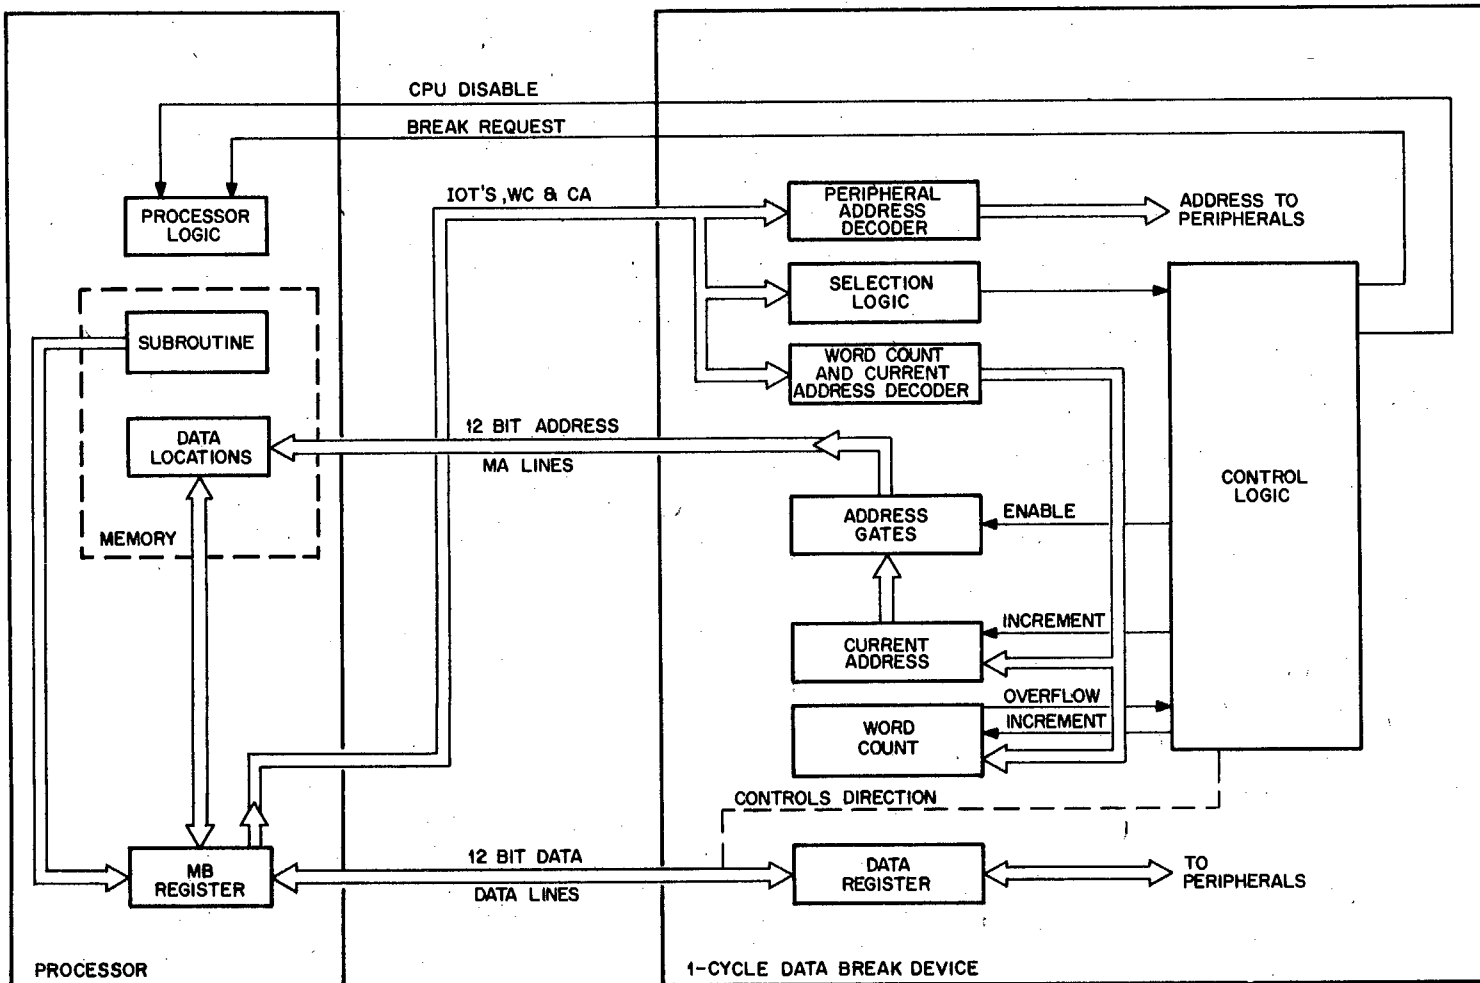 CPU DISABLE
BREAK REQUEST
IOT'S, WC & CA
PROCESSOR
LOGIC
PERIPHERAL
ADDRESS
DECODER
ADDRESS TO
PERIPHERALS
SELECTION
LOGIC
SUBROUTINE
WORD COUNT
AND CURRENT
ADDRESS DECODER
12 BIT ADDRESS
MA LINES
DATA
LOCATIONS
MEMORY
CONTROL
LOGIC
ADDRESS
GATES
ENABLE
CURRENT
ADDRESS
INCREMENT
OVERFLOW
INCREMENT
WORD
COUNT
CONTROLS DIRECTION
MB
REGISTER
12 BIT DATA
DATA LINES
DATA
REGISTER
TO
PERIPHERALS
PROCESSOR
1-CYCLE DATA BREAK DEVICE